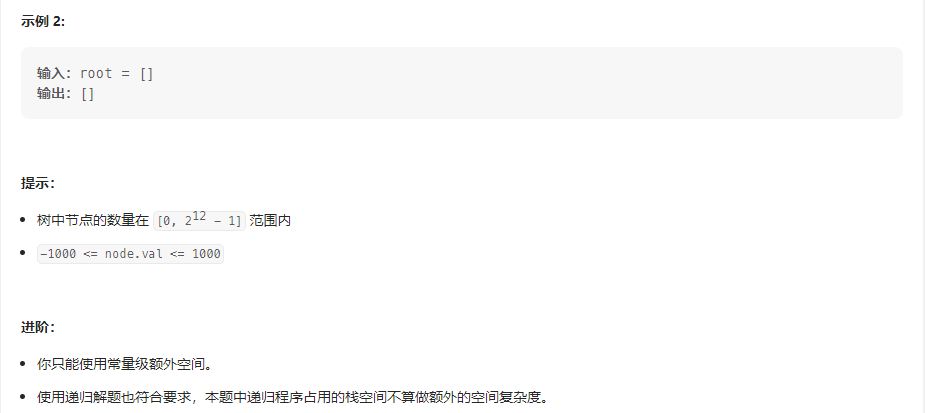 示例 2:
输入: root = []
输出: []
提示:
树中节点的数量在 [0, 2¹² - 1] 范围内
-1000 <= node.val <= 1000
进阶:
你只能使用常量级额外空间。
使用递归解题也符合要求，本题中递归程序占用的栈空间不算做额外的空间复杂度。